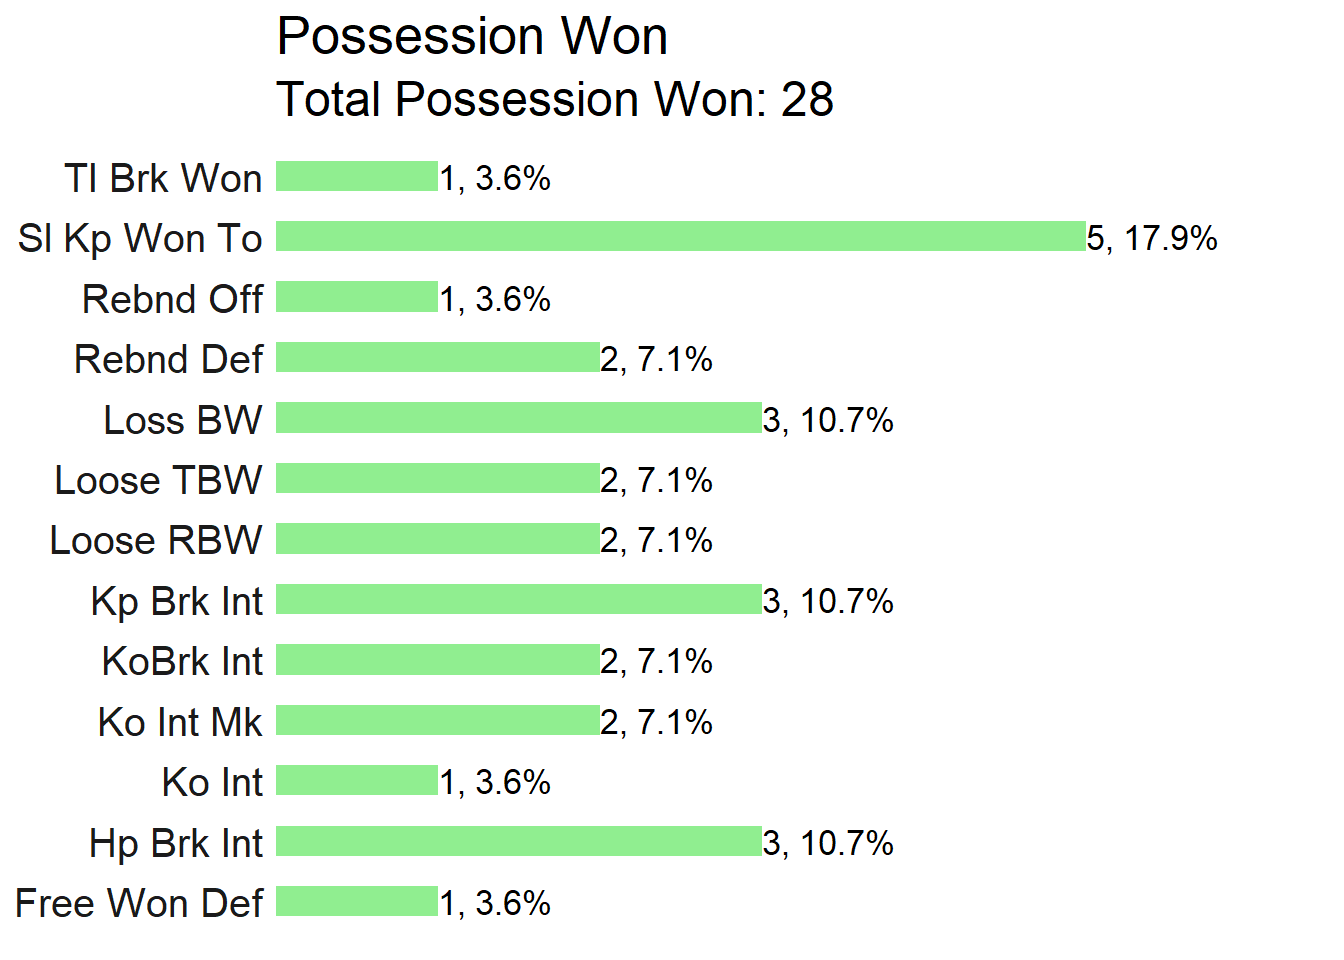 Possession Won
Total Possession Won: 28
Tl Brk Won 1, 3.6%
Sl Kp Won To 5, 17.9%
Rebnd Off 1, 3.6%
Rebnd Def 2, 7.1%
Loss BW 3, 10.7%
Loose TBW 2, 7.1%
Loose RBW 2, 7.1%
Kp Brk Int 3, 10.7%
KoBrk Int 2, 7.1%
Ko Int Mk 2, 7.1%
Ko Int 1, 3.6%
Hp Brk Int 3, 10.7%
Free Won Def 1, 3.6%